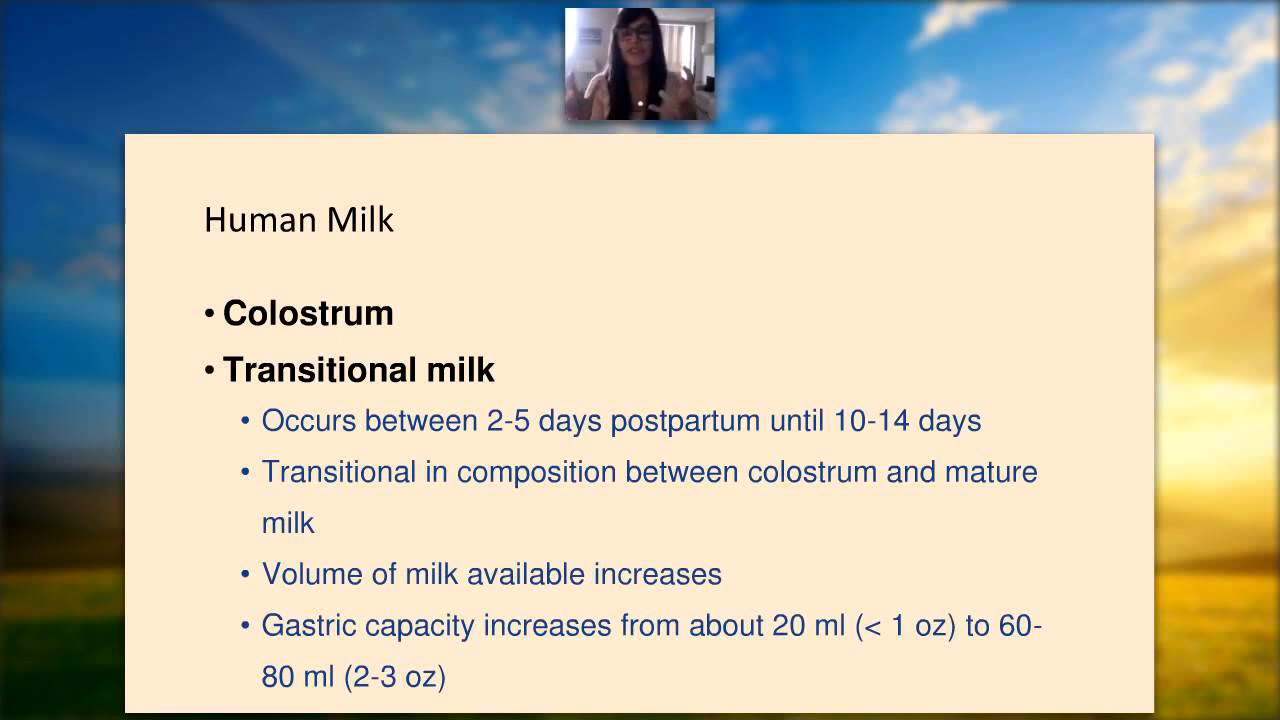 Human Milk
• Colostrum
• Transitional milk
• Occurs between 2-5 days postpartum until 10-14 days
• Transitional in composition between colostrum and mature
milk
• Volume of milk available increases
• Gastric capacity increases from about 20 ml (< 1 oz) to 60-
80 ml (2-3 oz)